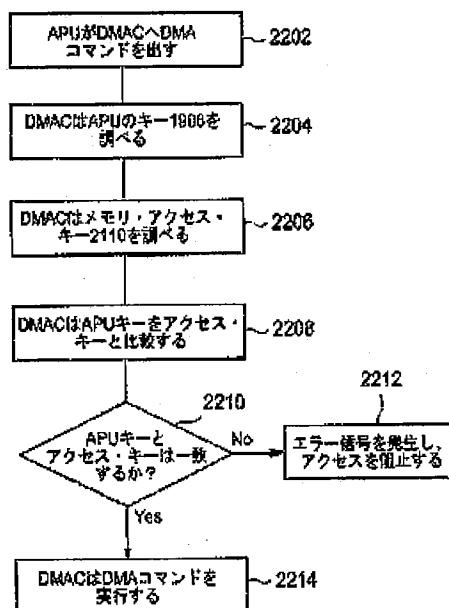 APUがDMACへDMA
コマンドを出す
2202
DMACはAPUのキー1906を
調べる
2204
DMACはメモリ・アクセス・
キー2110を調べる
2206
DMACはAPUキーをアクセス・
キーと比較する
2208
2210
APUキーと
アクセス・キーは一致
するか？
No
2212
エラー信号を発生し、
アクセスを阻止する
Yes
DMACはDMAコマンドを
実行する
2214